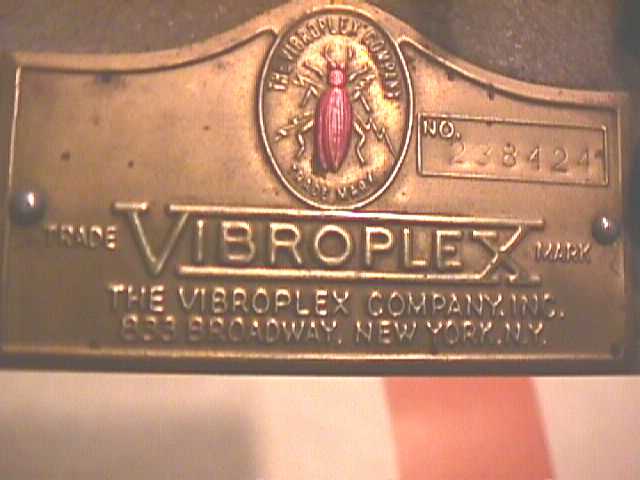 THE VIBROPLEX COMPANY
TRADE MARK
NO. 238424
TRADE VIBROPLEX MARK
THE VIBROPLEX COMPANY, INC.
833 BROADWAY, NEW YORK, N.Y.